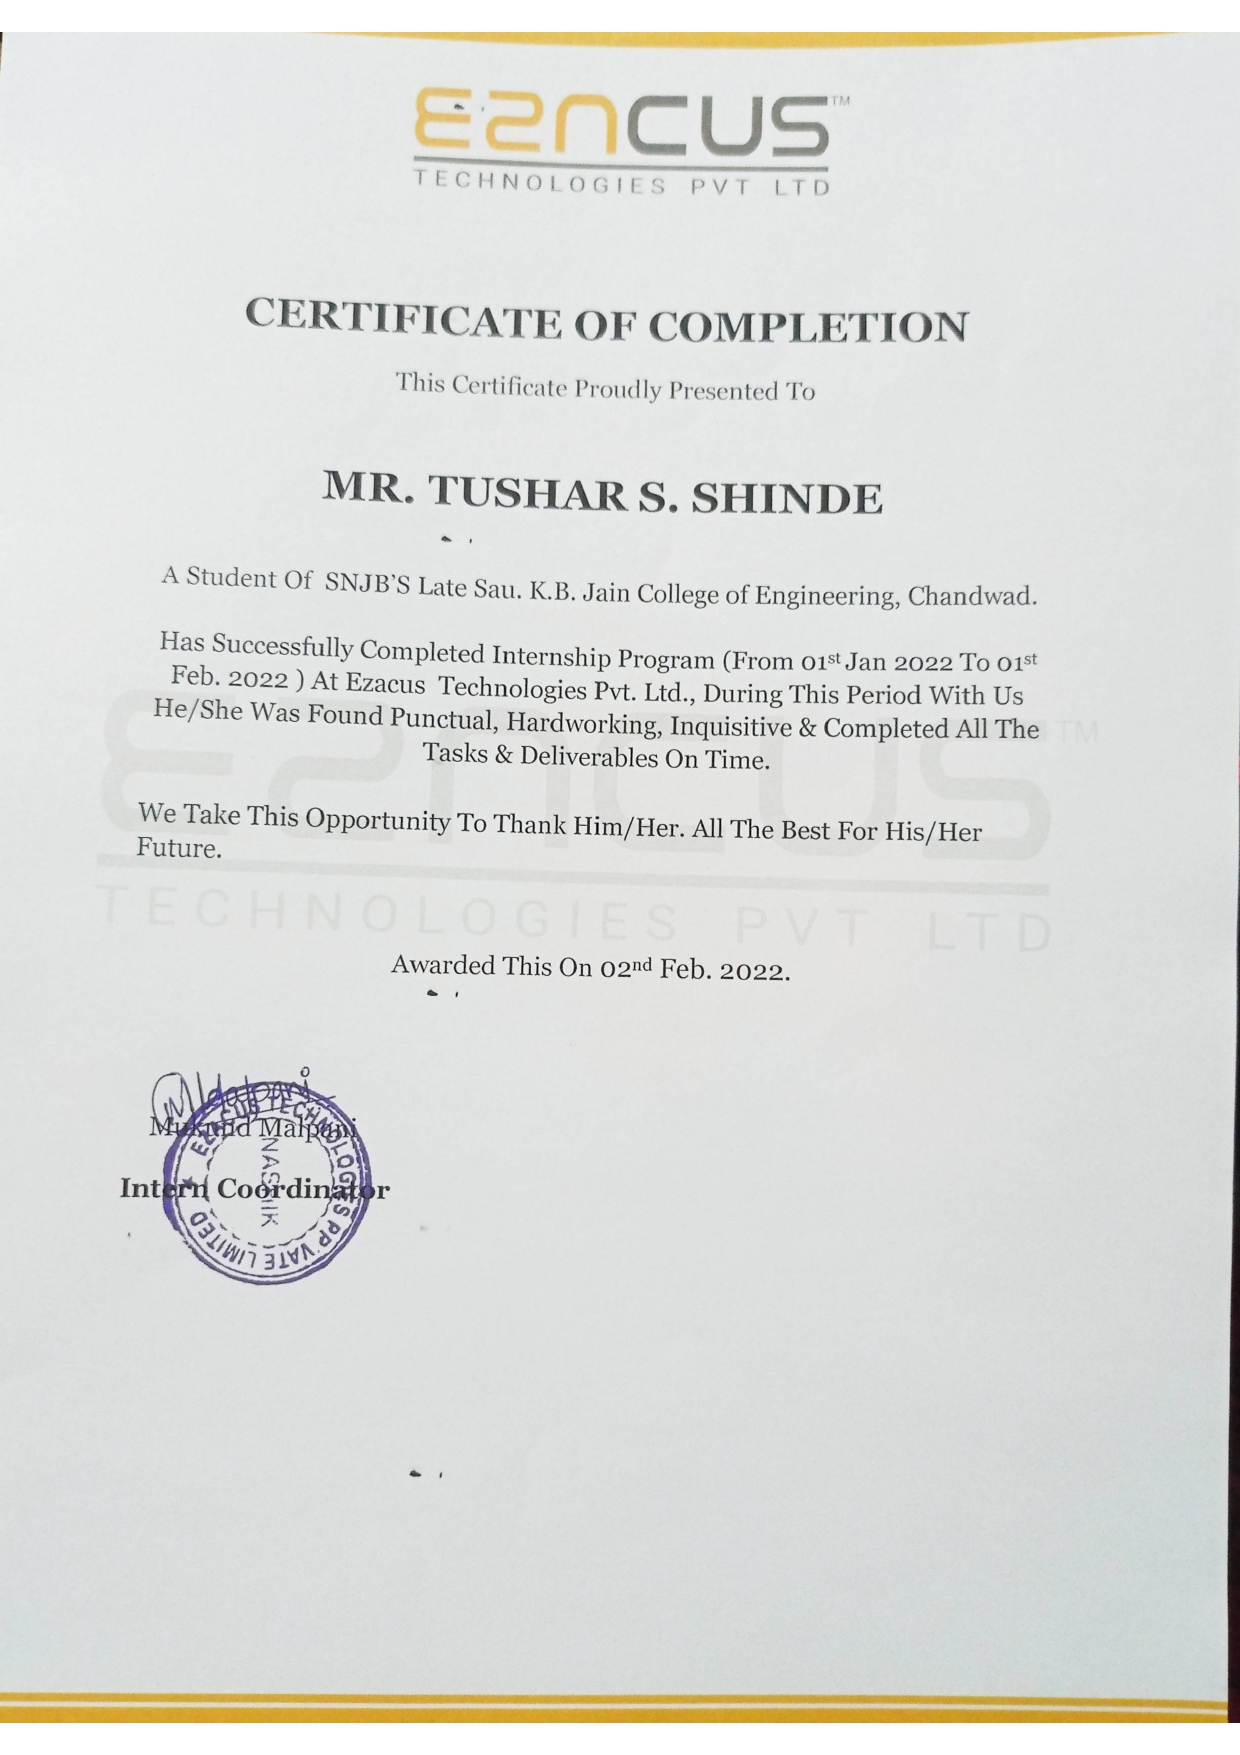 EZACUS™
TECHNOLOGIES PVT LTD
CERTIFICATE OF COMPLETION
This Certificate Proudly Presented To
MR. TUSHAR S. SHINDE
A Student Of SNJB'S Late Sau. K.B. Jain College of Engineering, Chandwad.
Has Successfully Completed Internship Program (From 01st Jan 2022 To 01st
Feb. 2022 ) At Ezacus Technologies Pvt. Ltd., During This Period With Us
He/She Was Found Punctual, Hardworking, Inquisitive & Completed All The
Tasks & Deliverables On Time.
We Take This Opportunity To Thank Him/Her. All The Best For His/Her
Future.
EZACUS™
TECHNOLOGIES PVT LTD
Awarded This On 02nd Feb. 2022.
Mukund Malpani
Intern Coordinator
TECHNOLOGIES
LIMITED